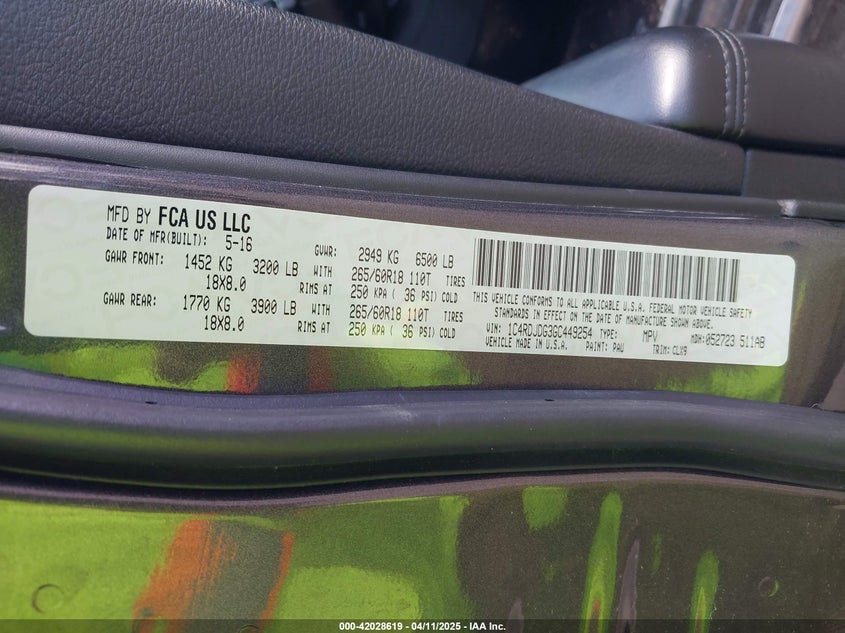 MFD BY FCA US LLC
DATE OF MFR(BUILT): 5-16 GVWR: 2949 KG 6500 LB
GAWR FRONT: 1452 KG 3200 LB WITH 265/60R18 110T TIRES
18X8.0 RIMS AT 250 KPA ( 36 PSI) COLD
GAWR REAR: 1770 KG 3900 LB WITH 265/60R18 110T TIRES
18X8.0 RIMS AT 250 KPA ( 36 PSI) COLD
THIS VEHICLE CONFORMS TO ALL APPLICABLE U.S.A. FEDERAL MOTOR VEHICLE SAFETY
STANDARDS IN EFFECT ON THE DATE OF MANUFACTURE SHOWN ABOVE.
VIN: 1C4RDJDG3GC449254 TYPE: MPV MDH: 052723 511AB
VEHICLE MADE IN U.S.A. PAINT: PAU TRIM: CLX9
000-42028619 - 04/11/2025 - IAA Inc.